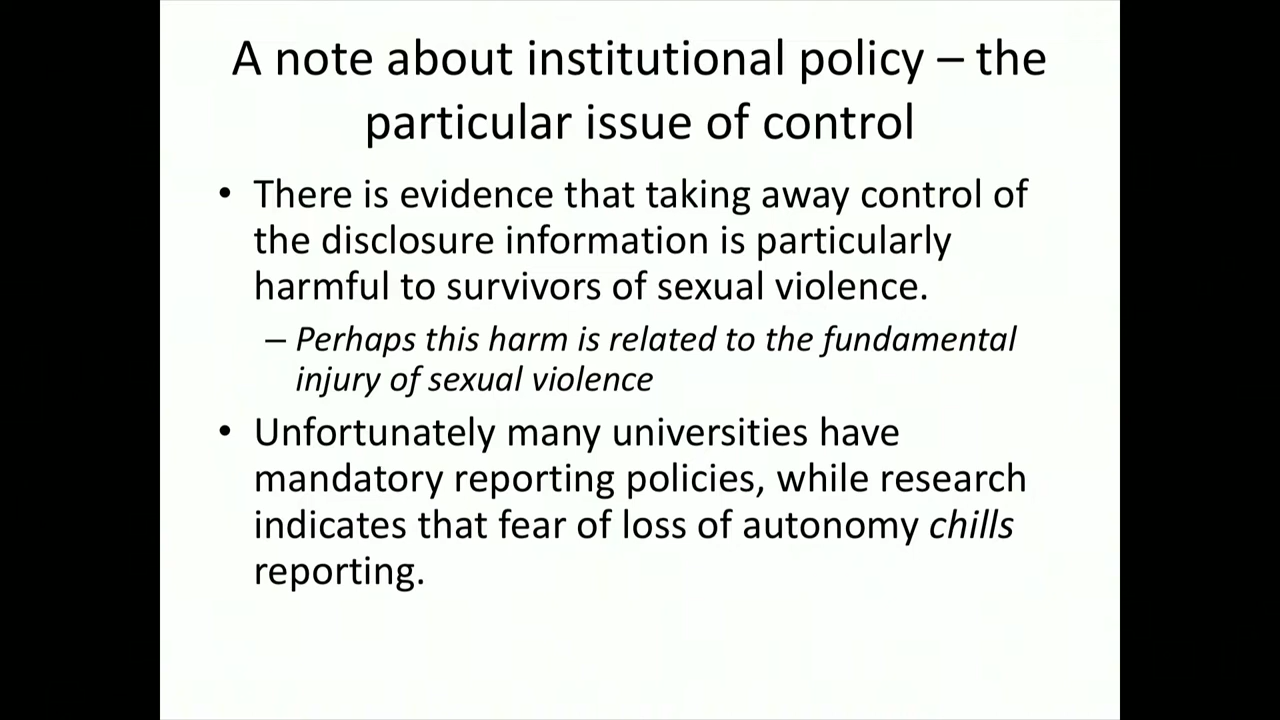 A note about institutional policy – the
particular issue of control
• There is evidence that taking away control of
the disclosure information is particularly
harmful to survivors of sexual violence.
– Perhaps this harm is related to the fundamental
injury of sexual violence
• Unfortunately many universities have
mandatory reporting policies, while research
indicates that fear of loss of autonomy chills
reporting.